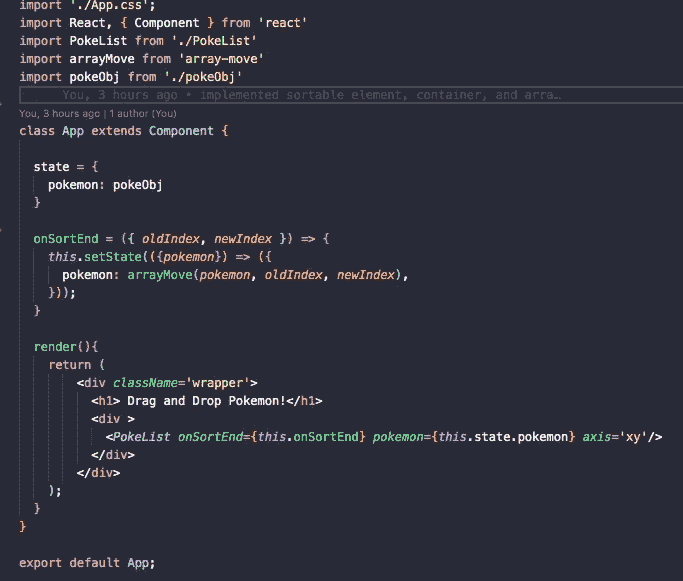 import './App.css';
import React, { Component } from 'react'
import PokeList from './PokeList'
import arrayMove from 'array-move'
import pokeObj from './pokeObj'
You, 3 hours ago • implemented sortable element, container, and arra…
You, 3 hours ago | 1 author (You)
class App extends Component {
state = {
pokemon: pokeObj
}
onSortEnd = ({ oldIndex, newIndex }) => {
this.setState(({pokemon}) => ({
pokemon: arrayMove(pokemon, oldIndex, newIndex),
}));
}
render(){
return (
<div className='wrapper'>
<h1> Drag and Drop Pokemon!</h1>
<div >
<PokeList onSortEnd={this.onSortEnd} pokemon={this.state.pokemon} axis='xy'/>
</div>
</div>
);
}
}
export default App;